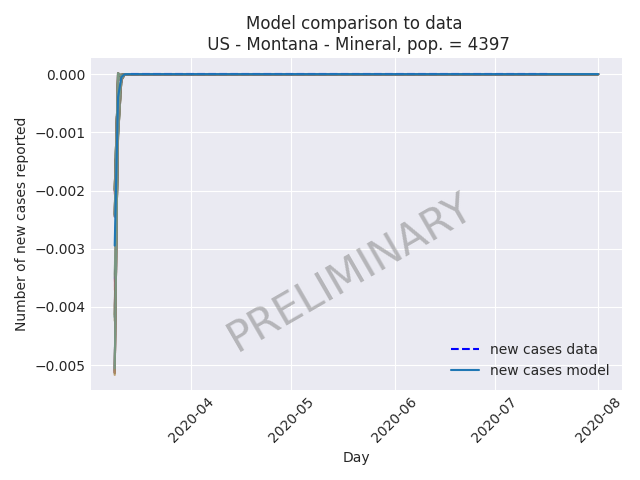 Model comparison to data
US - Montana - Mineral, pop. = 4397
Number of new cases reported
0.000
−0.001
−0.002
−0.003
−0.004
−0.005
PRELIMINARY
new cases data
new cases model
2020-04
2020-05
2020-06
2020-07
2020-08
Day